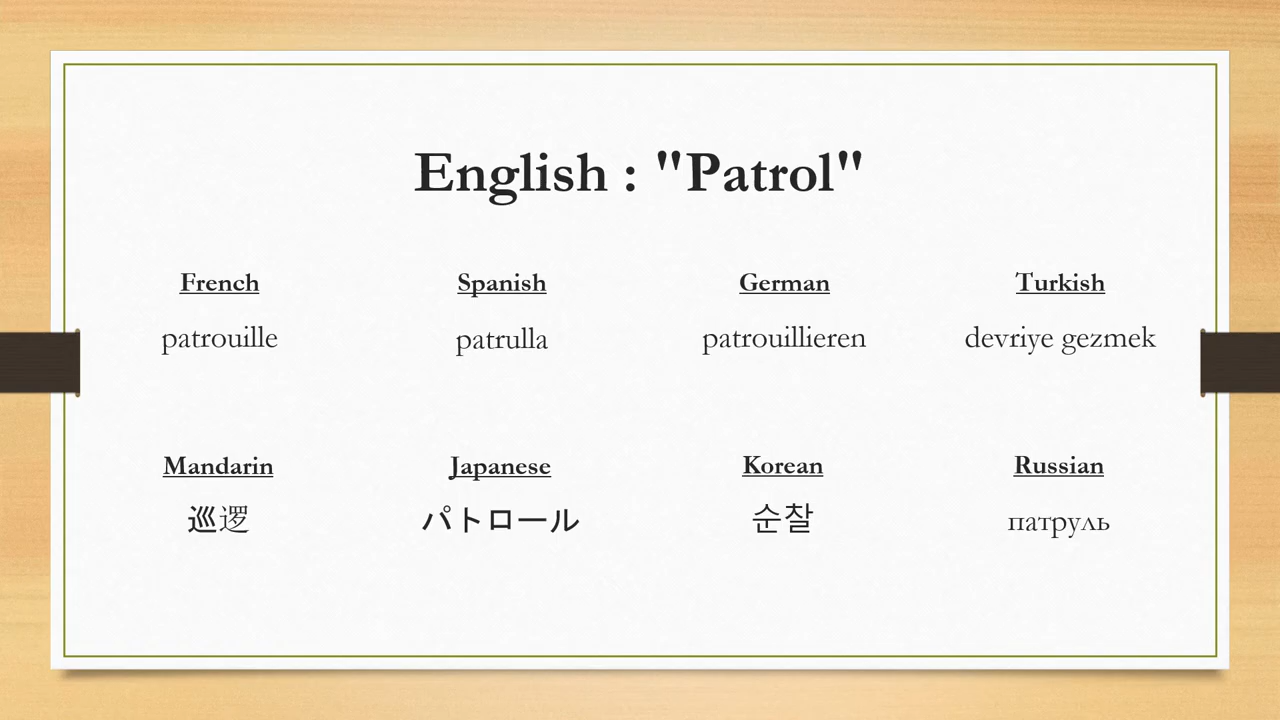 English : "Patrol"
French
patrouille
Spanish
patrulla
German
patrouillieren
Turkish
devriye gezmek
Mandarin
巡逻
Japanese
パトロール
Korean
순찰
Russian
патруль